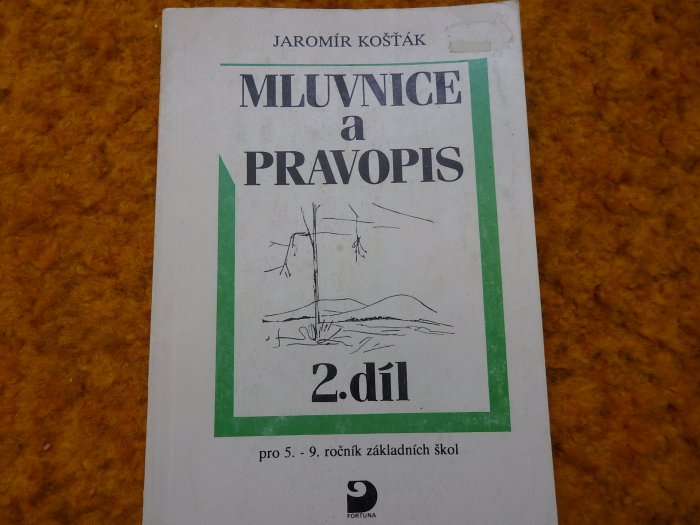 JAROMÍR KOŠŤÁK
MLUVNICE
a
PRAVOPIS
2.díl
pro 5. - 9. ročník základních škol
FORTUNA